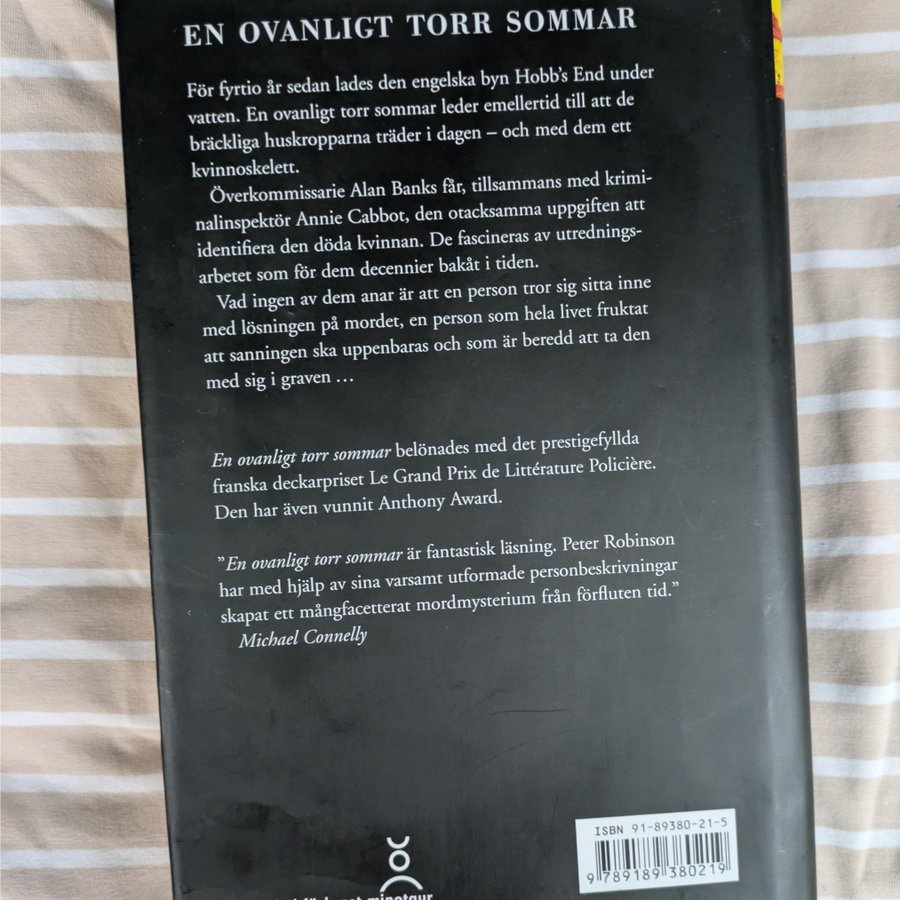 EN OVANLIGT TORR SOMMAR
För fyrtio år sedan lades den engelska byn Hobb's End under
vatten. En ovanligt torr sommar leder emellertid till att de
bräckliga huskropparna träder i dagen – och med dem ett
kvinnoskelett.
Överkommissarie Alan Banks får, tillsammans med krimi-
nalinspektör Annie Cabbot, den otacksamma uppgiften att
identifiera den döda kvinnan. De fascineras av utrednings-
arbetet som för dem decennier bakåt i tiden.
Vad ingen av dem anar är att en person tror sig sitta inne
med lösningen på mordet, en person som hela livet fruktat
att sanningen ska uppenbaras och som är beredd att ta den
med sig i graven …
En ovanligt torr sommar belönades med det prestigefyllda
franska deckarpriset Le Grand Prix de Littérature Policière.
Den har även vunnit Anthony Award.
”En ovanligt torr sommar är fantastisk läsning. Peter Robinson
har med hjälp av sina varsamt utformade personbeskrivningar
skapat ett mångfacetterat mordmysterium från förfluten tid.”
Michael Connelly
ISBN 91-89380-21-5
9 789189 380219
minotaur